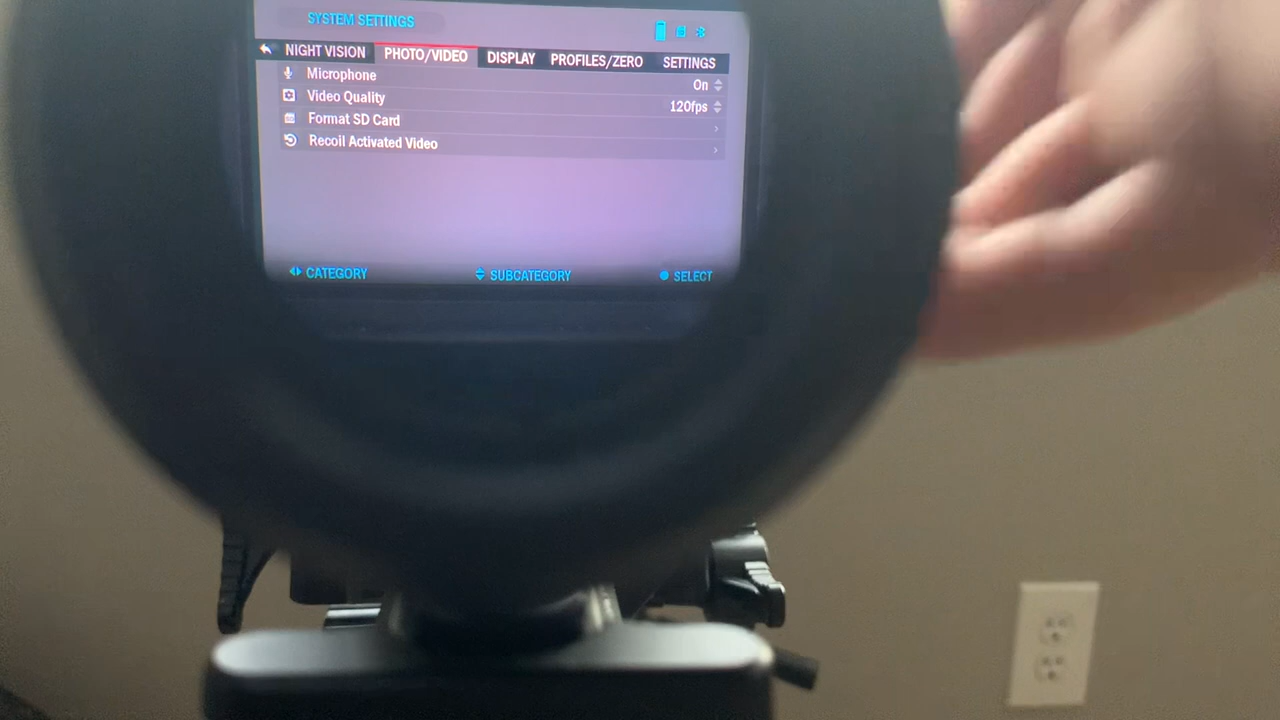 SYSTEM SETTINGS
NIGHT VISION PHOTO/VIDEO DISPLAY PROFILES/ZERO SETTINGS
Microphone On
Video Quality 120fps
Format SD Card
Recoil Activated Video
CATEGORY SUBCATEGORY SELECT